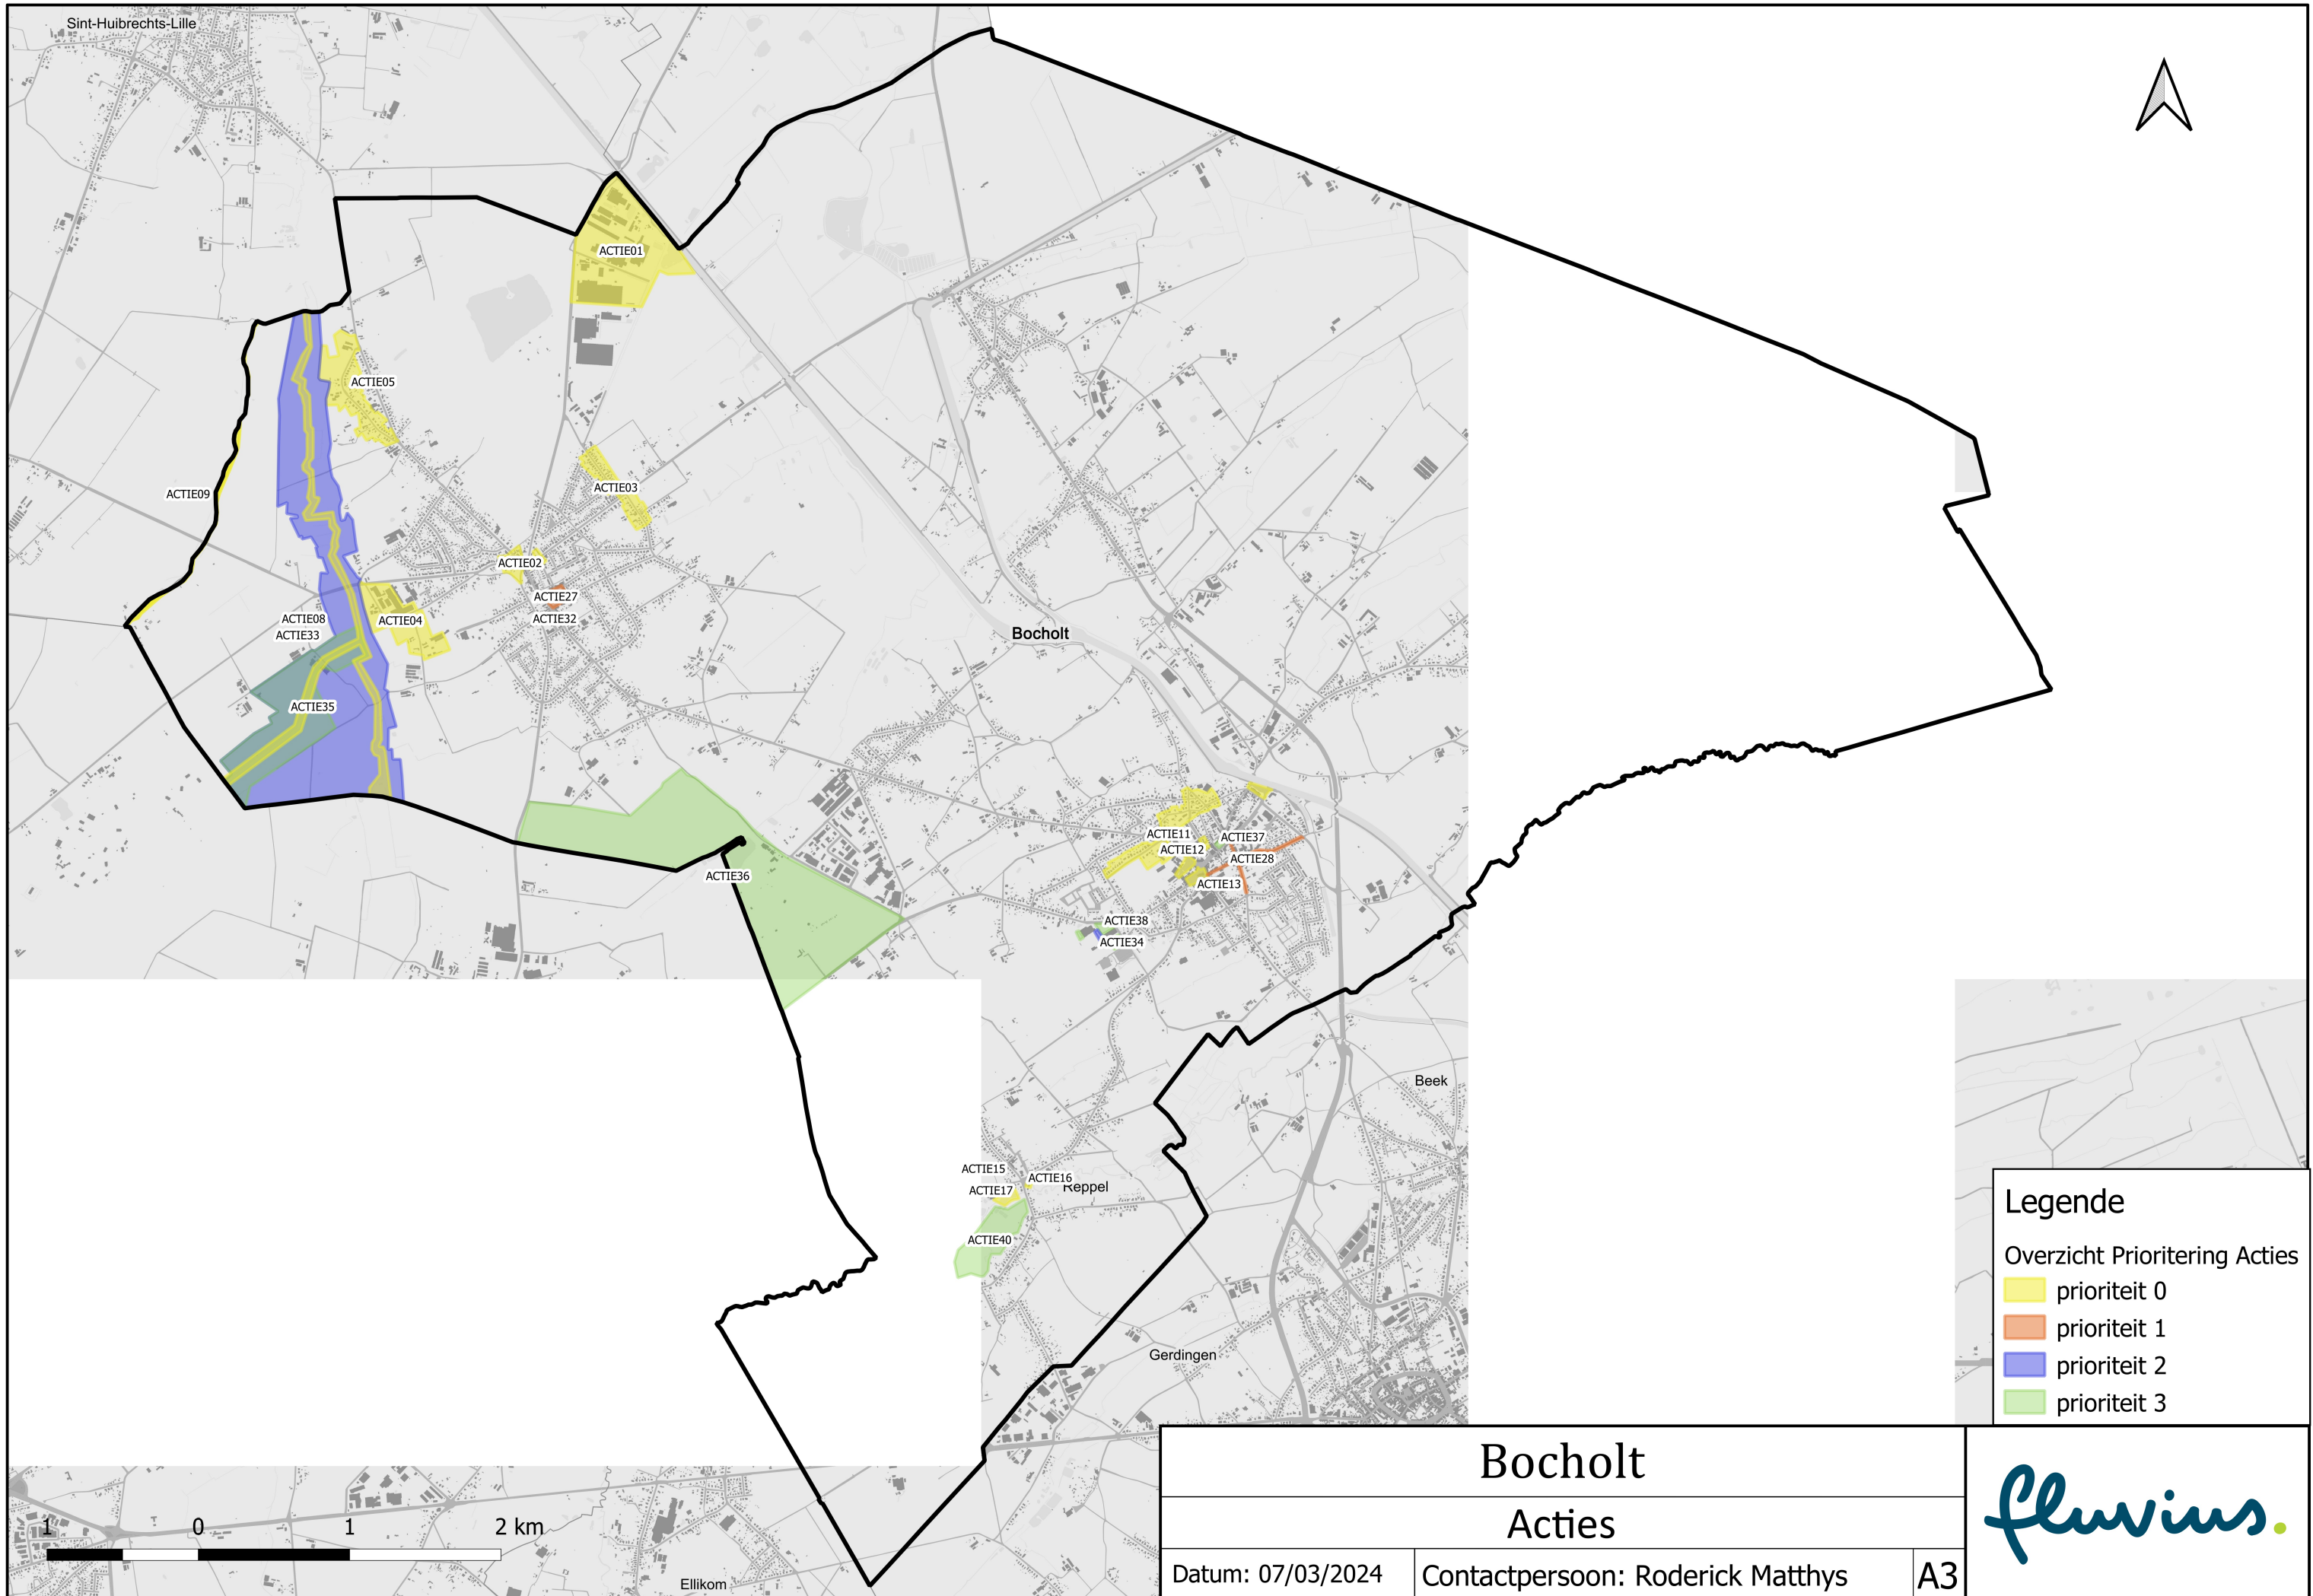 Sint-Huibrechts-Lille
ACTIE01
ACTIE05
ACTIE09
ACTIE03
ACTIE02
ACTIE27
ACTIE32
ACTIE08
ACTIE04
ACTIE33
Bocholt
ACTIE35
ACTIE11
ACTIE37
ACTIE12
ACTIE28
ACTIE36
ACTIE13
ACTIE38
ACTIE34
Beek
ACTIE15
ACTIE16
ACTIE17
Reppel
ACTIE40
Gerdingen
Ellikom
1 0 1 2 km
Legende
Overzicht Prioritering Acties
prioriteit 0
prioriteit 1
prioriteit 2
prioriteit 3
Bocholt
Acties
Datum: 07/03/2024
Contactpersoon: Roderick Matthys
A3
fluvius.